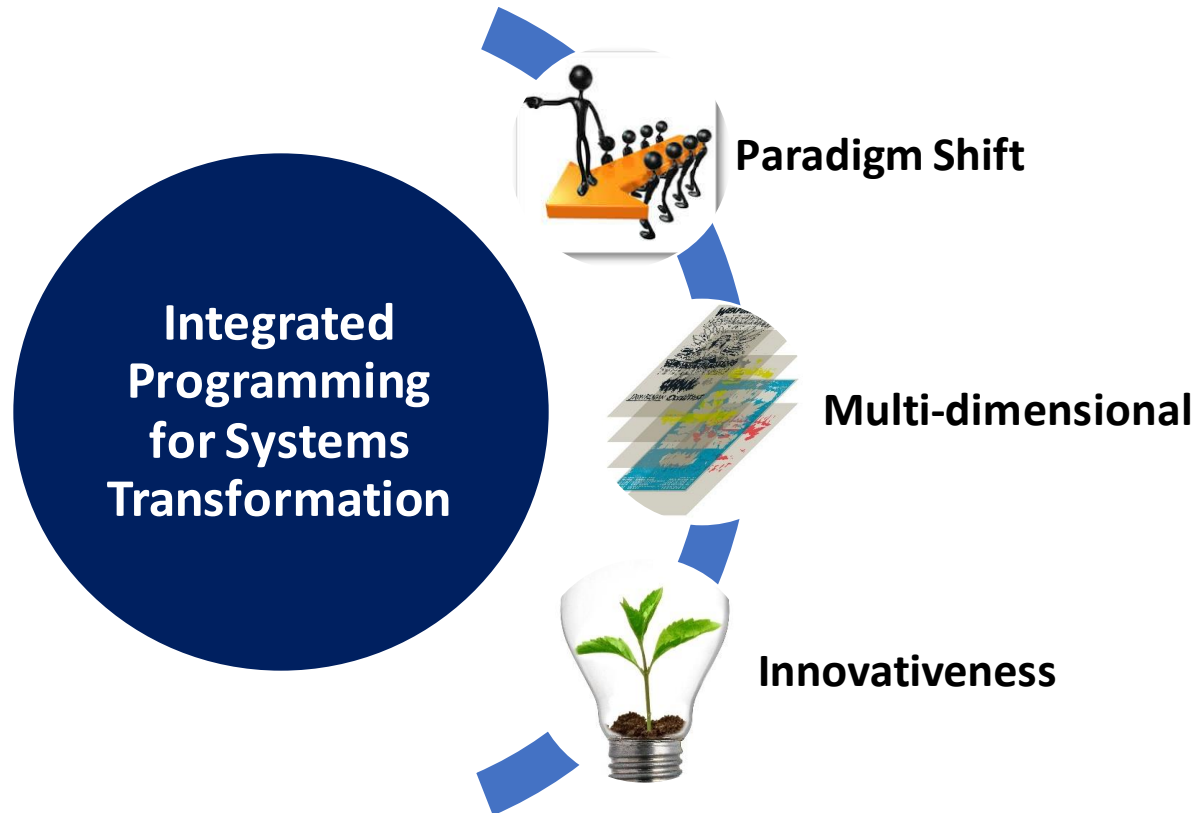 Integrated
Programming
for Systems
Transformation
Paradigm Shift
Multi-dimensional
Innovativeness